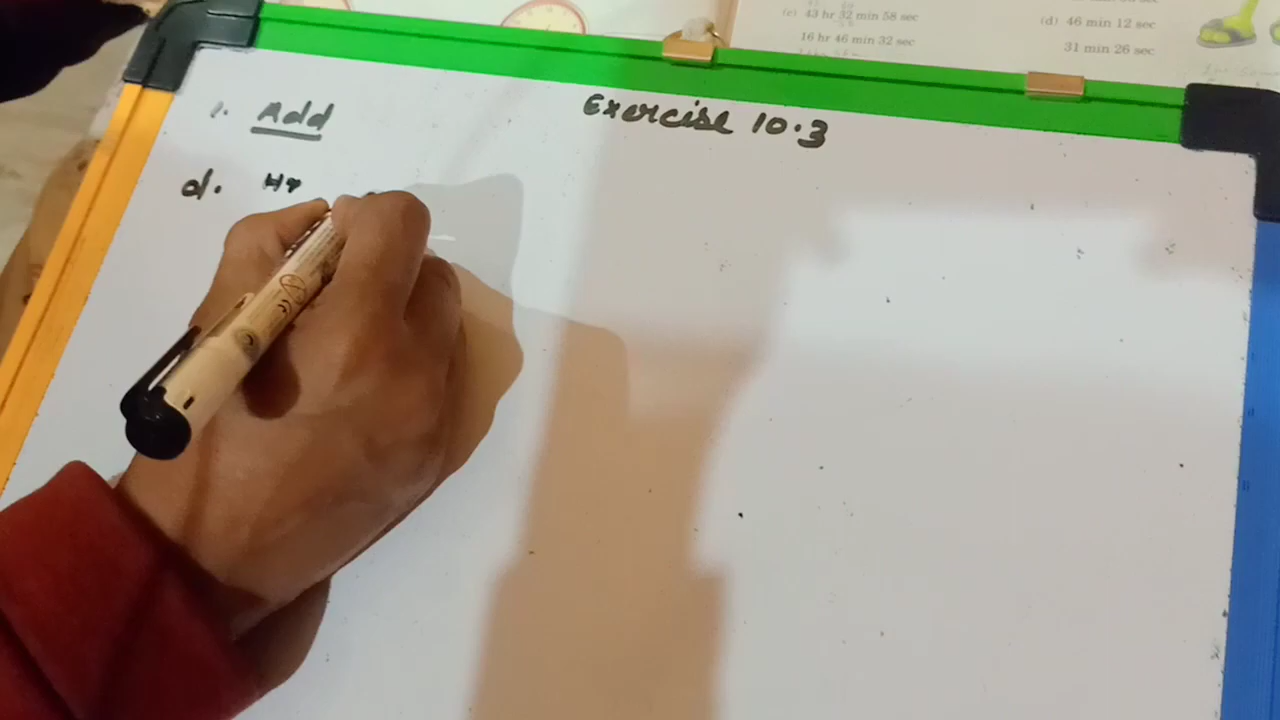 (c) 43 hr 32 min 58 sec
(d) 46 min 12 sec
16 hr 46 min 32 sec
31 min 26 sec
Exercise 10.3
1. Add
d. Hr